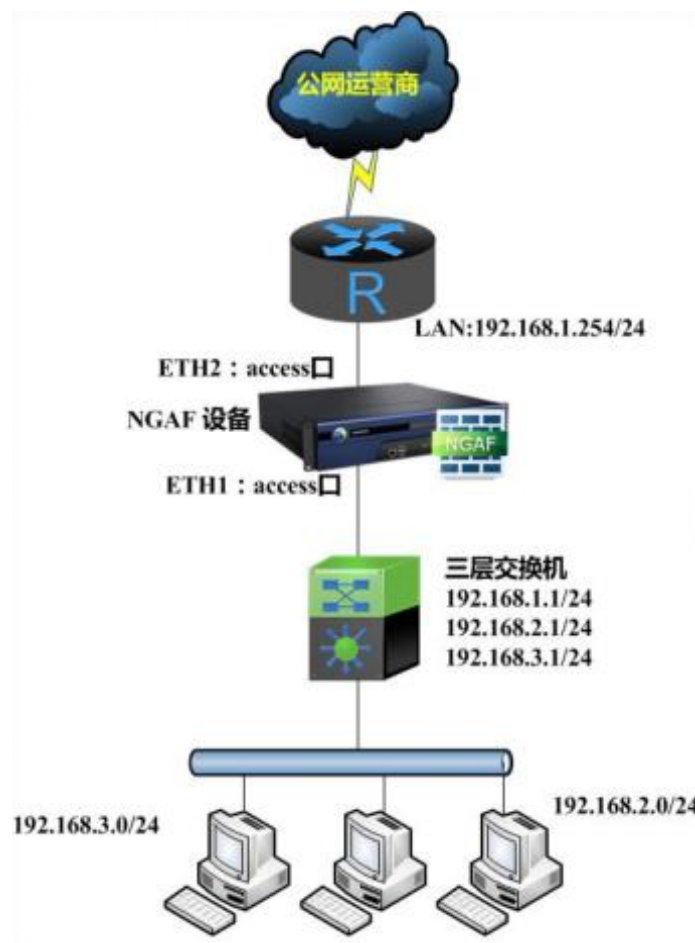 公网运营商
R
LAN:192.168.1.254/24
ETH2：access口
NGAF 设备
NGAF
ETH1：access口
三层交换机
192.168.1.1/24
192.168.2.1/24
192.168.3.1/24
192.168.3.0/24
192.168.2.0/24